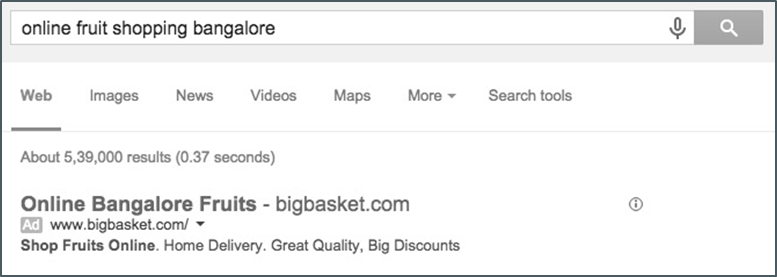 online fruit shopping bangalore
Web Images News Videos Maps More Search tools
About 5,39,000 results (0.37 seconds)
Online Bangalore Fruits - bigbasket.com
Ad www.bigbasket.com/
Shop Fruits Online. Home Delivery. Great Quality, Big Discounts